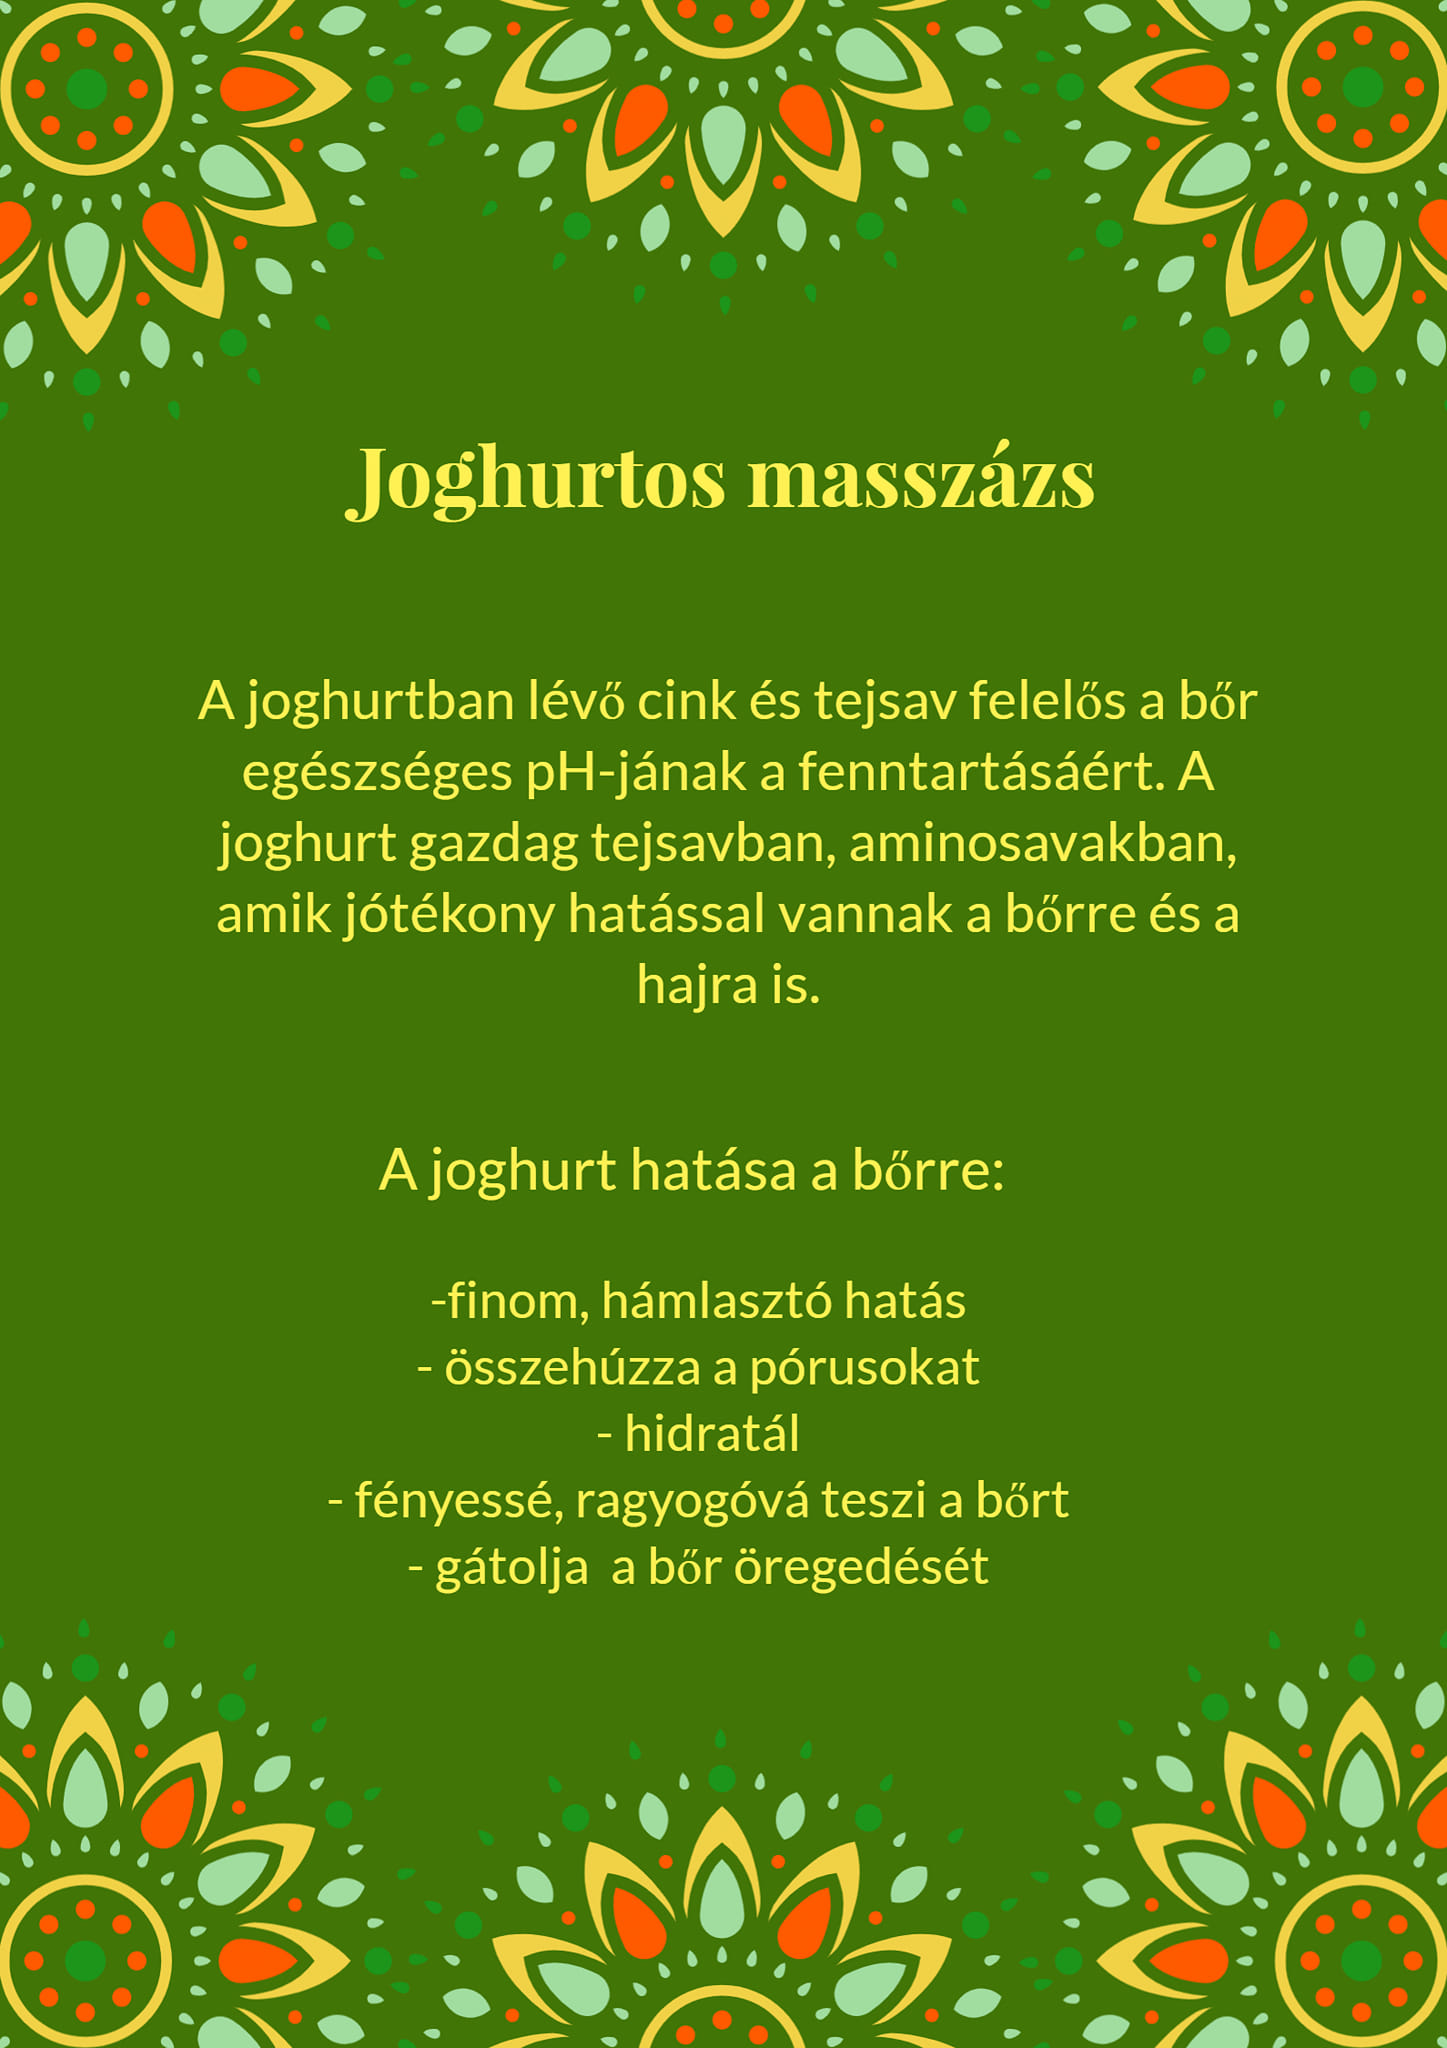 Joghurtos masszázs
A joghurtban lévő cink és tejsav felelős a bőr
egészséges pH-jának a fenntartásáért. A
joghurt gazdag tejsavban, aminosavakban,
amik jótékony hatással vannak a bőrre és a
hajra is.
A joghurt hatása a bőrre:
-finom, hámlasztó hatás
- összehúzza a pórusokat
- hidratál
- fényessé, ragyogóvá teszi a bőrt
- gátolja  a bőr öregedését